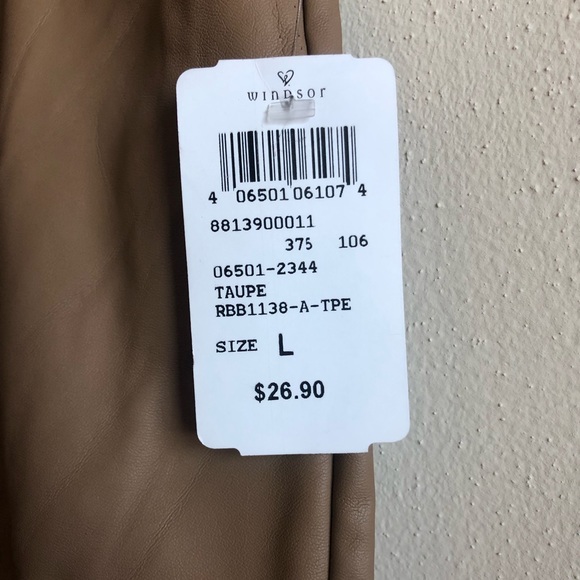 windsor
4 06501 06107 4
8813900011
375 106
06501-2344
TAUPE
RBB1138-A-TPE
SIZE L
$26.90